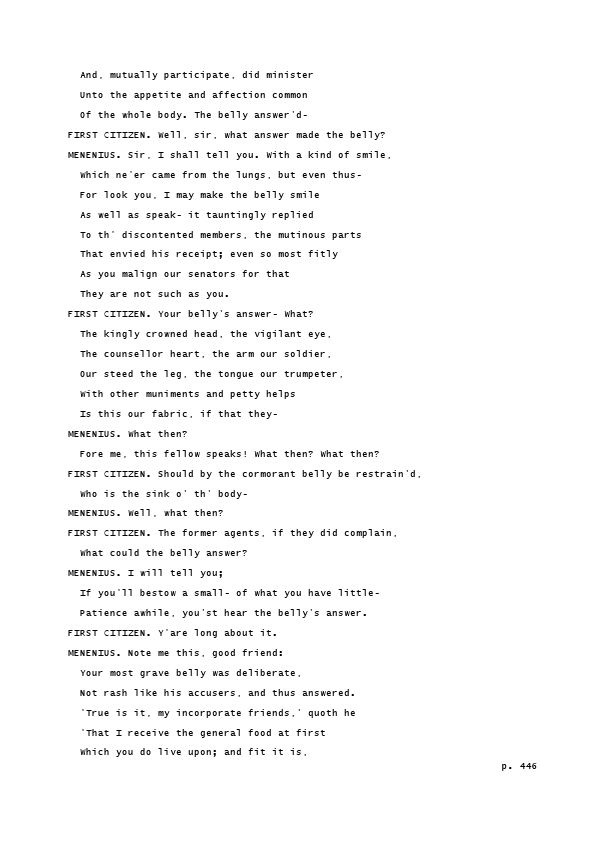 And, mutually participate, did minister
Unto the appetite and affection common
Of the whole body. The belly answer'd-
FIRST CITIZEN. Well, sir, what answer made the belly?
MENENIUS. Sir, I shall tell you. With a kind of smile,
Which ne'er came from the lungs, but even thus-
For look you, I may make the belly smile
As well as speak- it tauntingly replied
To th' discontented members, the mutinous parts
That envied his receipt; even so most fitly
As you malign our senators for that
They are not such as you.
FIRST CITIZEN. Your belly's answer- What?
The kingly crowned head, the vigilant eye,
The counsellor heart, the arm our soldier,
Our steed the leg, the tongue our trumpeter,
With other muniments and petty helps
Is this our fabric, if that they-
MENENIUS. What then?
Fore me, this fellow speaks! What then? What then?
FIRST CITIZEN. Should by the cormorant belly be restrain'd,
Who is the sink o' th' body-
MENENIUS. Well, what then?
FIRST CITIZEN. The former agents, if they did complain,
What could the belly answer?
MENENIUS. I will tell you;
If you'll bestow a small- of what you have little-
Patience awhile, you'st hear the belly's answer.
FIRST CITIZEN. Y'are long about it.
MENENIUS. Note me this, good friend:
Your most grave belly was deliberate,
Not rash like his accusers, and thus answered.
'True is it, my incorporate friends,' quoth he
'That I receive the general food at first
Which you do live upon; and fit it is,
p. 446